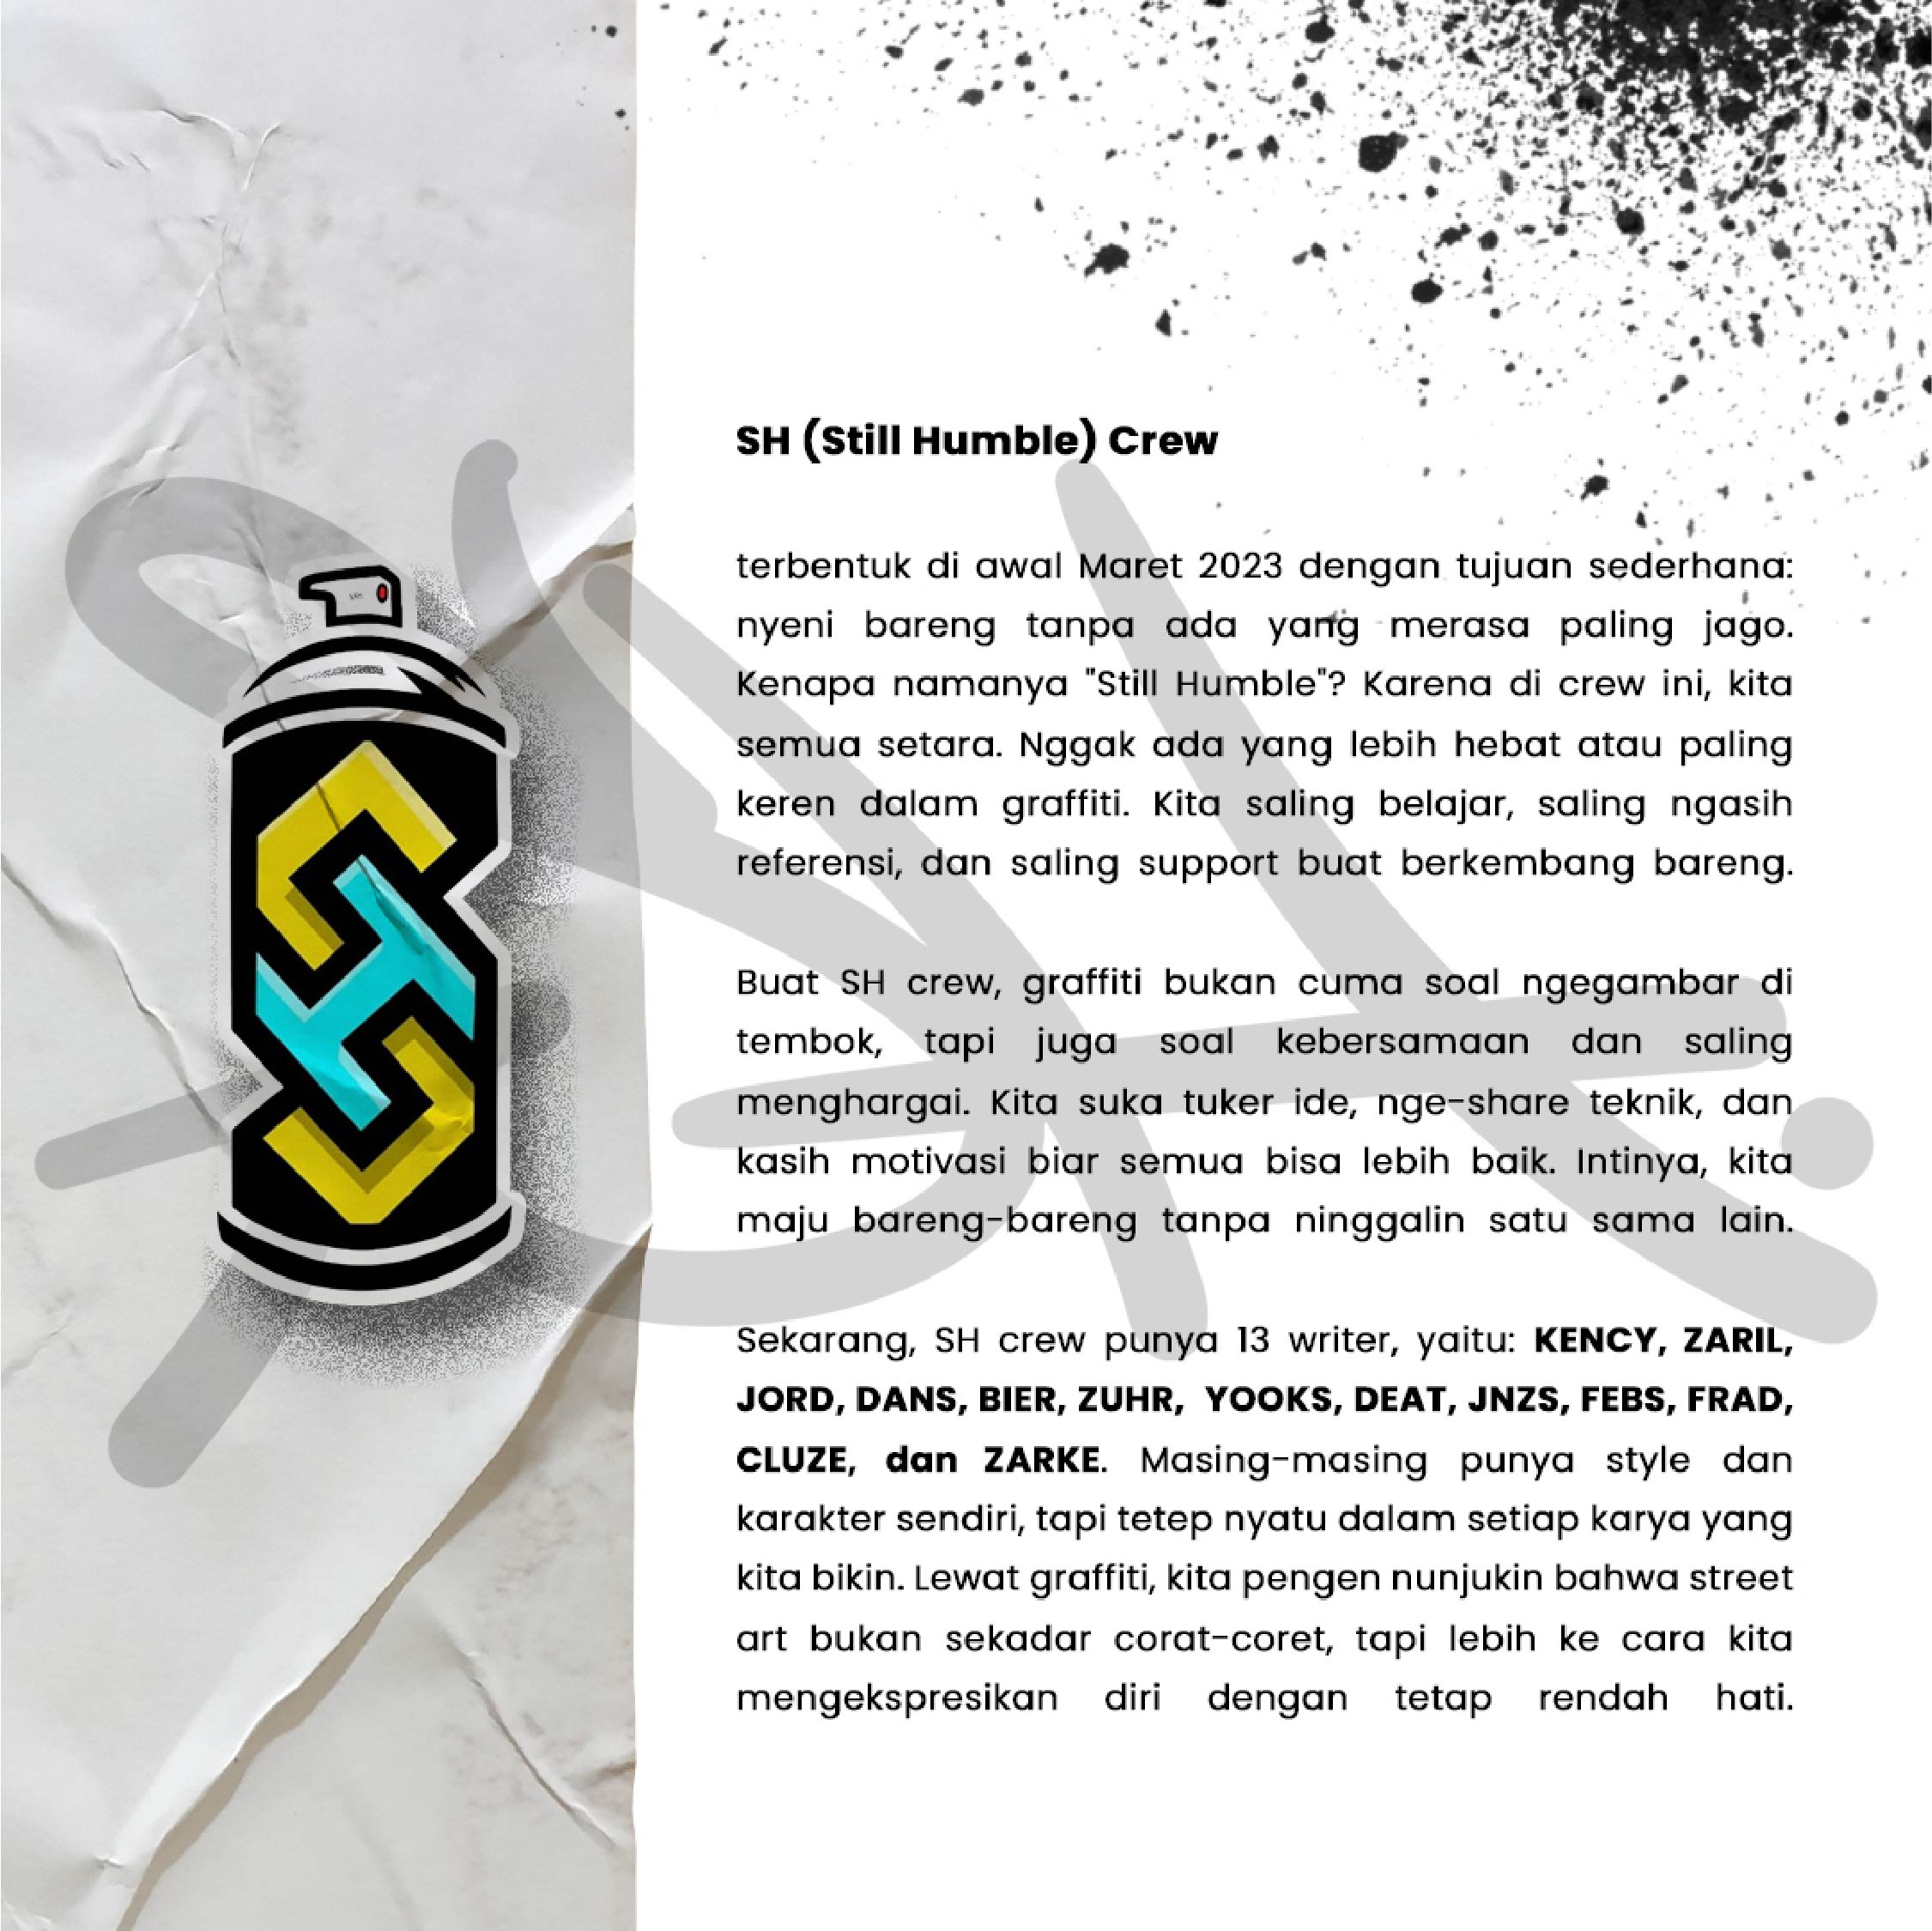 SH (Still Humble) Crew
terbentuk di awal Maret 2023 dengan tujuan sederhana:
nyeni bareng tanpa ada yang merasa paling jago.
Kenapa namanya "Still Humble"? Karena di crew ini, kita
semua setara. Nggak ada yang lebih hebat atau paling
keren dalam graffiti. Kita saling belajar, saling ngasih
referensi, dan saling support buat berkembang bareng.
Buat SH crew, graffiti bukan cuma soal ngegambar di
tembok, tapi juga soal kebersamaan dan saling
menghargai. Kita suka tuker ide, nge-share teknik, dan
kasih motivasi biar semua bisa lebih baik. Intinya, kita
maju bareng-bareng tanpa ninggalin satu sama lain.
Sekarang, SH crew punya 13 writer, yaitu: KENCY, ZARIL,
JORD, DANS, BIER, ZUHR, YOOKS, DEAT, JNZS, FEBS, FRAD,
CLUZE, dan ZARKE. Masing-masing punya style dan
karakter sendiri, tapi tetep nyatu dalam setiap karya yang
kita bikin. Lewat graffiti, kita pengen nunjukin bahwa street
art bukan sekadar corat-coret, tapi lebih ke cara kita
mengekspresikan diri dengan tetap rendah hati.